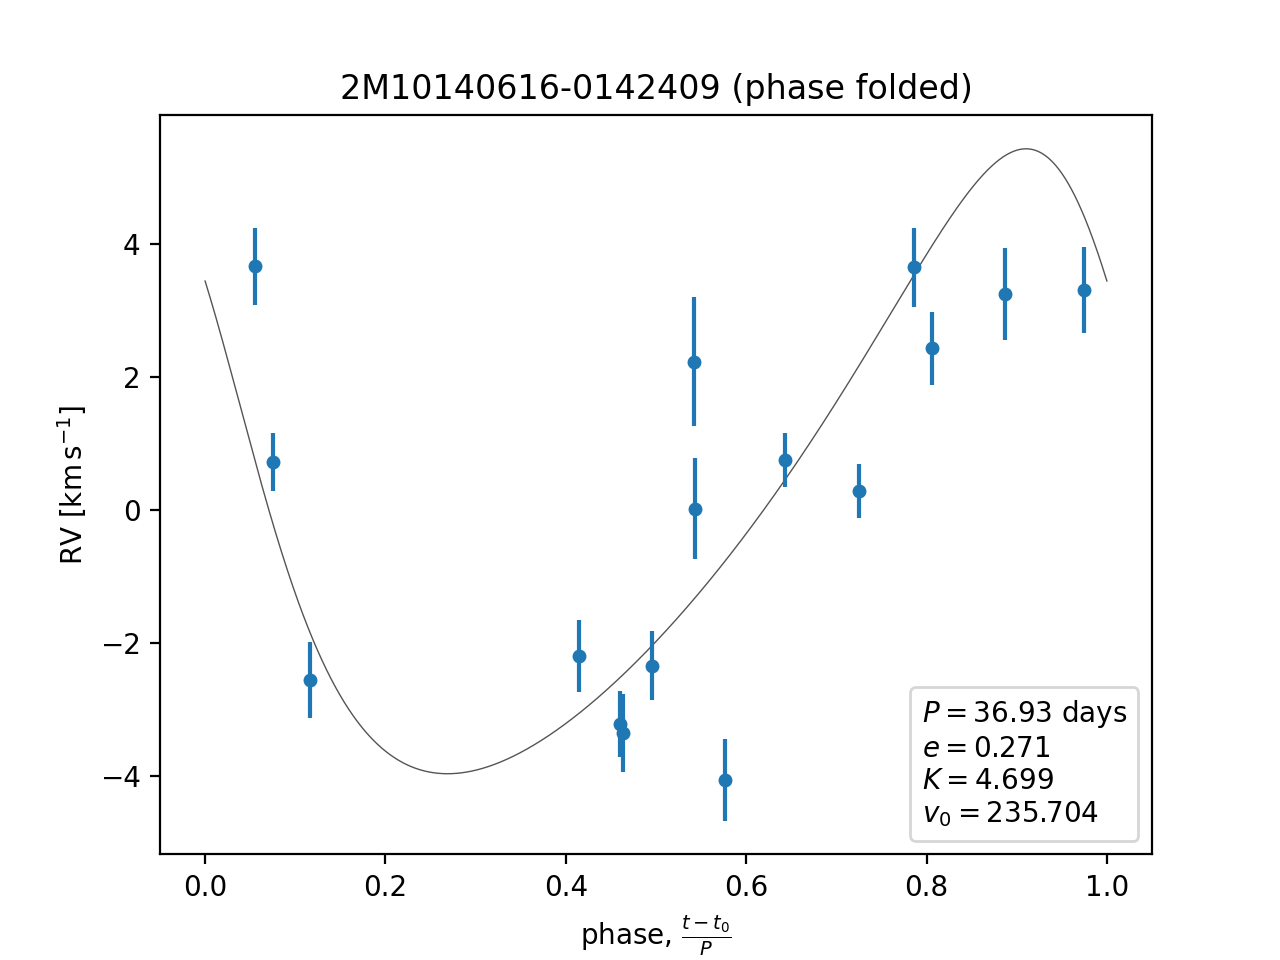 2M10140616-0142409 (phase folded)
RV [km s⁻¹]
4
2
0
−2
−4
P = 36.93 days
e = 0.271
K = 4.699
v₀ = 235.704
0.0 0.2 0.4 0.6 0.8 1.0
phase, (t − t₀)/P